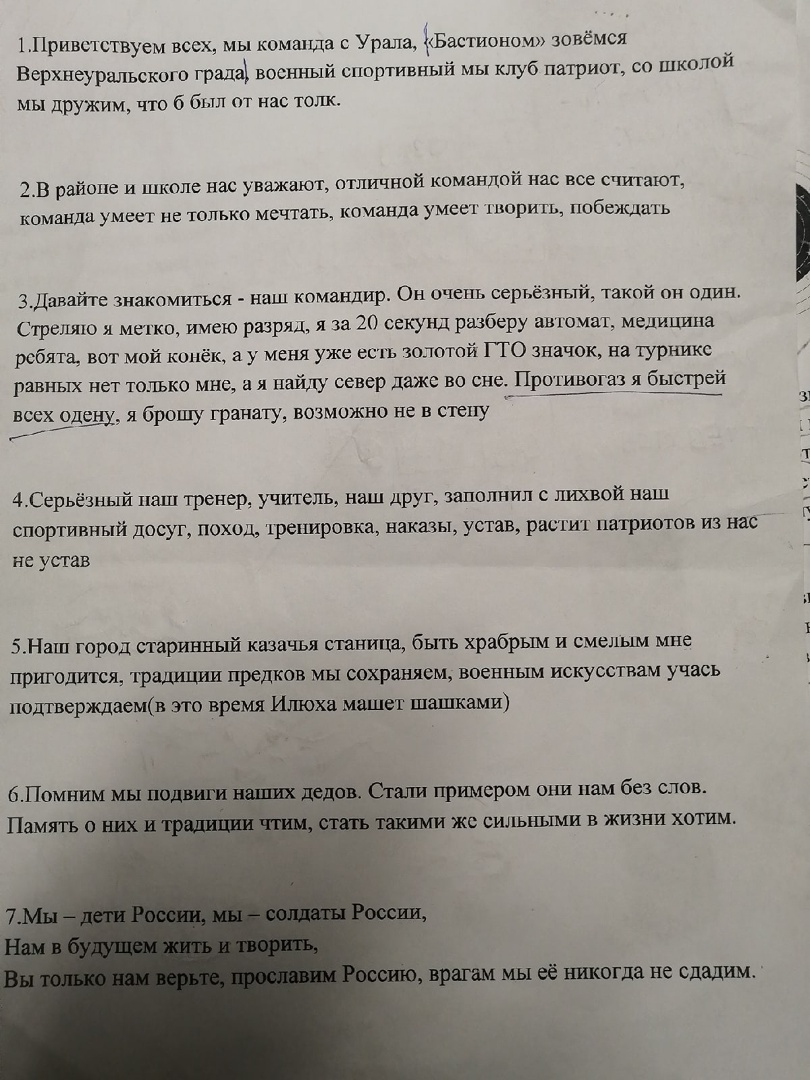 1.Приветствуем всех, мы команда с Урала, «Бастионом» зовёмся
Верхнеуральского града, военный спортивный мы клуб патриот, со школой
мы дружим, что б был от нас толк.
2.В районе и школе нас уважают, отличной командой нас все считают,
команда умеет не только мечтать, команда умеет творить, побеждать
3.Давайте знакомиться - наш командир. Он очень серьёзный, такой он один.
Стреляю я метко, имею разряд, я за 20 секунд разберу автомат, медицина
ребята, вот мой конёк, а у меня уже есть золотой ГТО значок, на турнике
равных нет только мне, а я найду север даже во сне. Противогаз я быстрей
всех одену, я брошу гранату, возможно не в стену
4.Серьёзный наш тренер, учитель, наш друг, заполнил с лихвой наш
спортивный досуг, поход, тренировка, наказы, устав, растит патриотов из нас
не устав
5.Наш город старинный казачья станица, быть храбрым и смелым мне
пригодится, традиции предков мы сохраняем, военным искусствам учась
подтверждаем(в это время Илюха машет шашками)
6.Помним мы подвиги наших дедов. Стали примером они нам без слов.
Память о них и традиции чтим, стать такими же сильными в жизни хотим.
7.Мы – дети России, мы – солдаты России,
Нам в будущем жить и творить,
Вы только нам верьте, прославим Россию, врагам мы её никогда не сдадим.